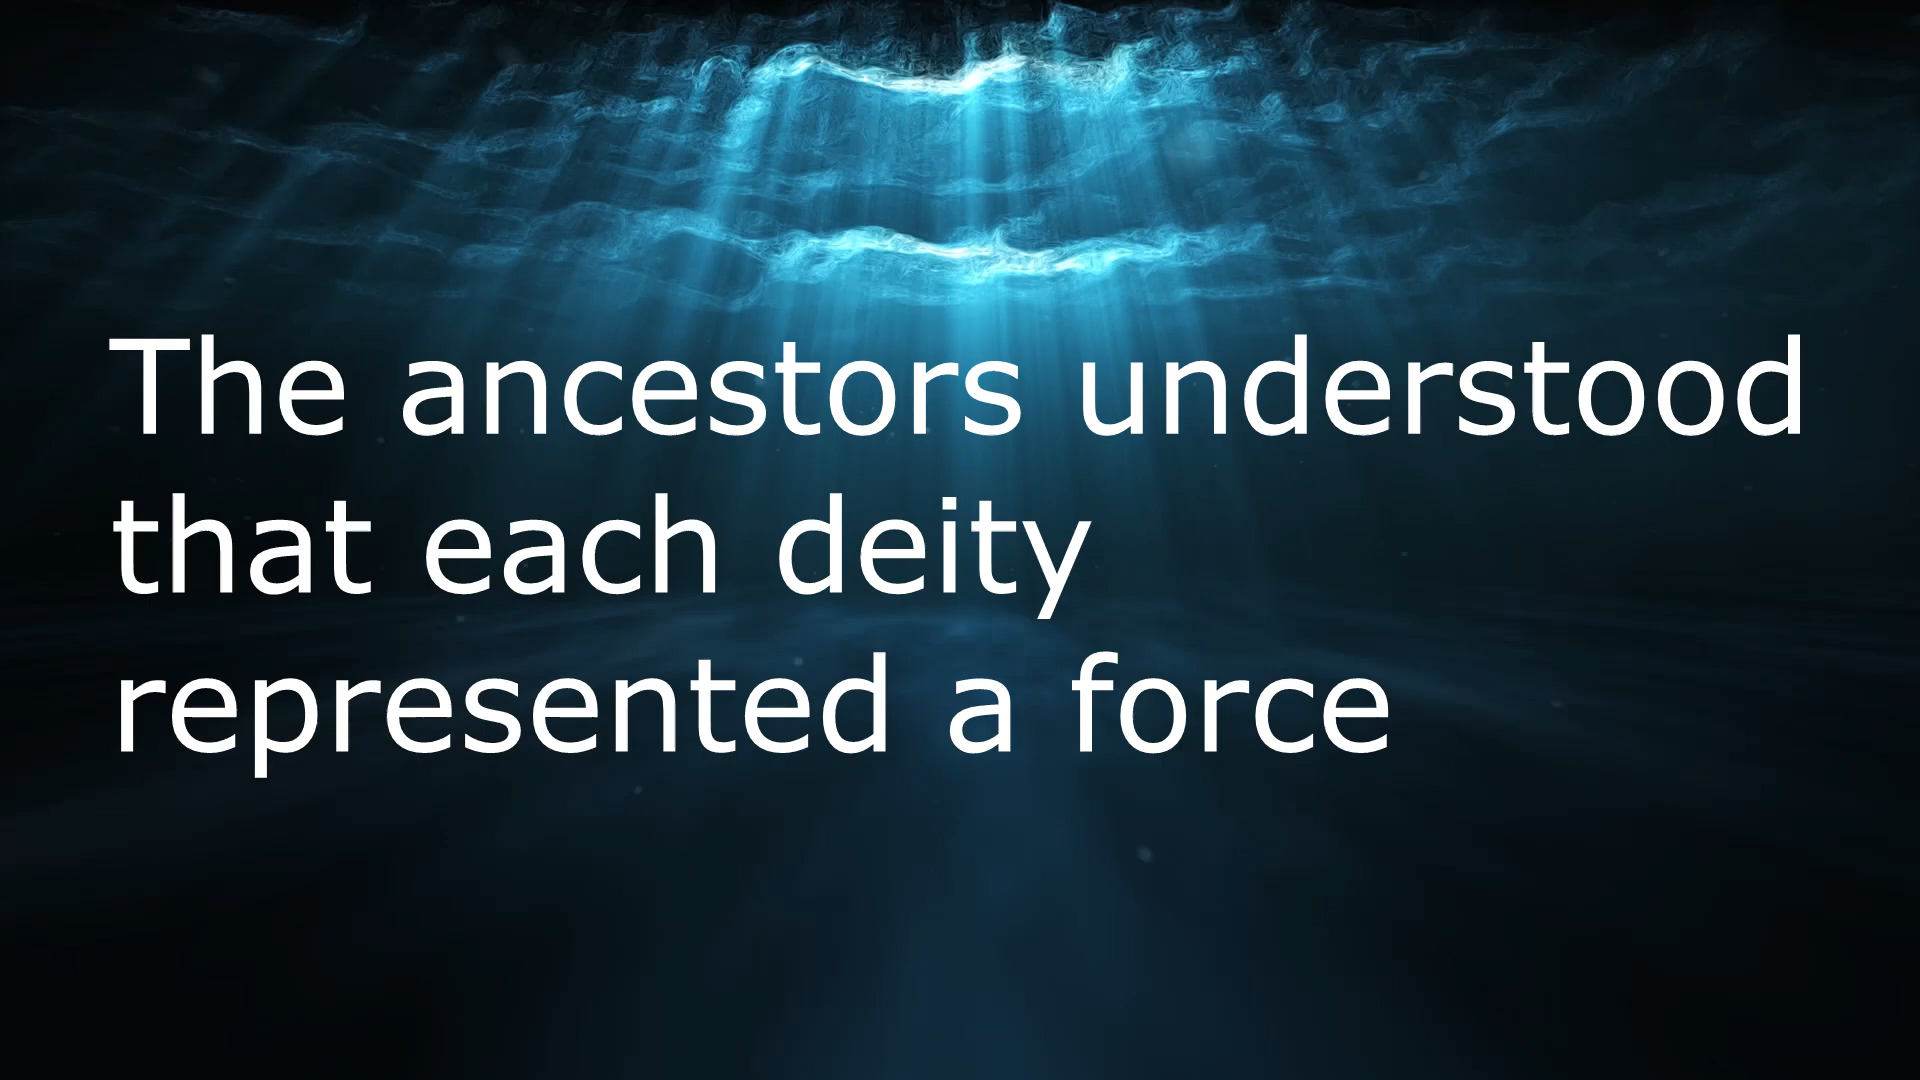 The ancestors understood
that each deity
represented a force